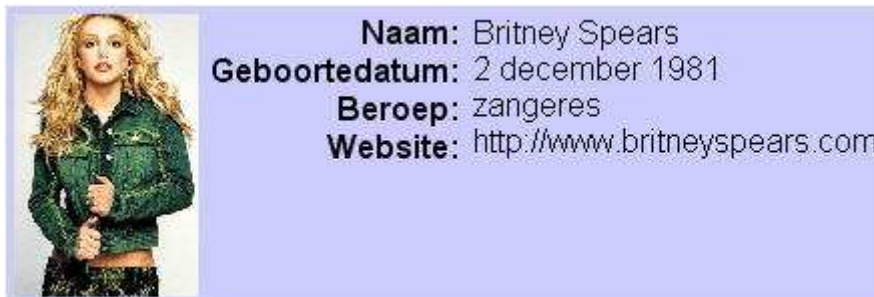 Naam: Britney Spears
Geboortedatum: 2 december 1981
Beroep: zangeres
Website: http://www.britneyspears.com